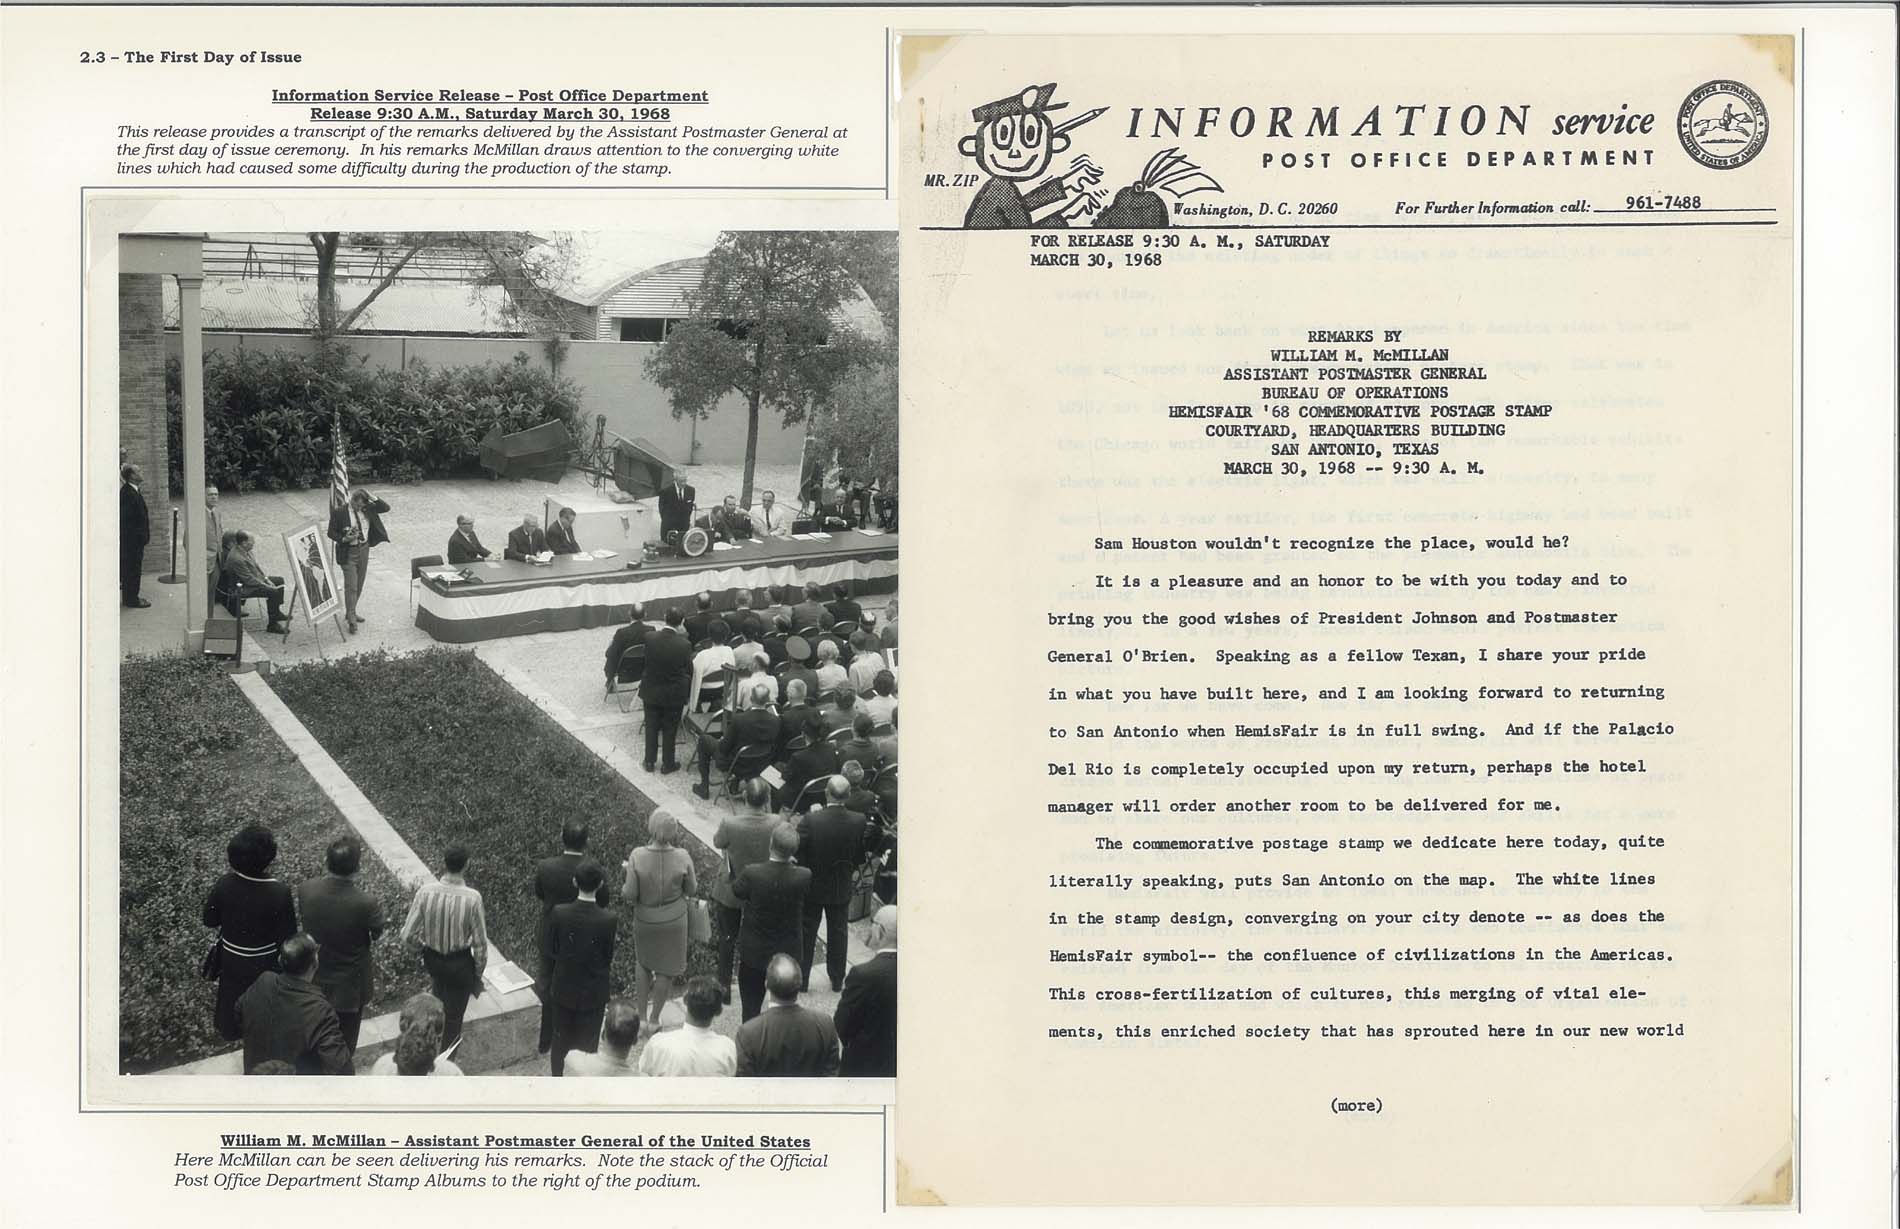 2.3 – The First Day of Issue
Information Service Release – Post Office Department
Release 9:30 A.M., Saturday March 30, 1968
This release provides a transcript of the remarks delivered by the Assistant Postmaster General at
the first day of issue ceremony. In his remarks McMillan draws attention to the converging white
lines which had caused some difficulty during the production of the stamp.
William M. McMillan – Assistant Postmaster General of the United States
Here McMillan can be seen delivering his remarks. Note the stack of the Official
Post Office Department Stamp Albums to the right of the podium.
MR. ZIP
INFORMATION service
POST OFFICE DEPARTMENT
POST OFFICE DEPARTMENT
UNITED STATES OF AMERICA
Washington, D. C. 20260 For Further Information call: 961-7488
FOR RELEASE 9:30 A. M., SATURDAY
MARCH 30, 1968
REMARKS BY
WILLIAM M. McMILLAN
ASSISTANT POSTMASTER GENERAL
BUREAU OF OPERATIONS
HEMISFAIR '68 COMMEMORATIVE POSTAGE STAMP
COURTYARD, HEADQUARTERS BUILDING
SAN ANTONIO, TEXAS
MARCH 30, 1968 -- 9:30 A. M.
Sam Houston wouldn't recognize the place, would he?
It is a pleasure and an honor to be with you today and to
bring you the good wishes of President Johnson and Postmaster
General O'Brien. Speaking as a fellow Texan, I share your pride
in what you have built here, and I am looking forward to returning
to San Antonio when HemisFair is in full swing. And if the Palacio
Del Rio is completely occupied upon my return, perhaps the hotel
manager will order another room to be delivered for me.
The commemorative postage stamp we dedicate here today, quite
literally speaking, puts San Antonio on the map. The white lines
in the stamp design, converging on your city denote -- as does the
HemisFair symbol-- the confluence of civilizations in the Americas.
This cross-fertilization of cultures, this merging of vital ele-
ments, this enriched society that has sprouted here in our new world
(more)